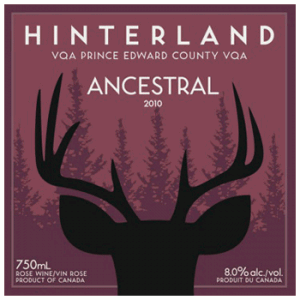 HINTERLAND
VQA PRINCE EDWARD COUNTY VQA
ANCESTRAL
2010
750mL
ROSE WINE/VIN ROSE
PRODUCT OF CANADA
8.0% alc./vol.
PRODUIT DU CANADA